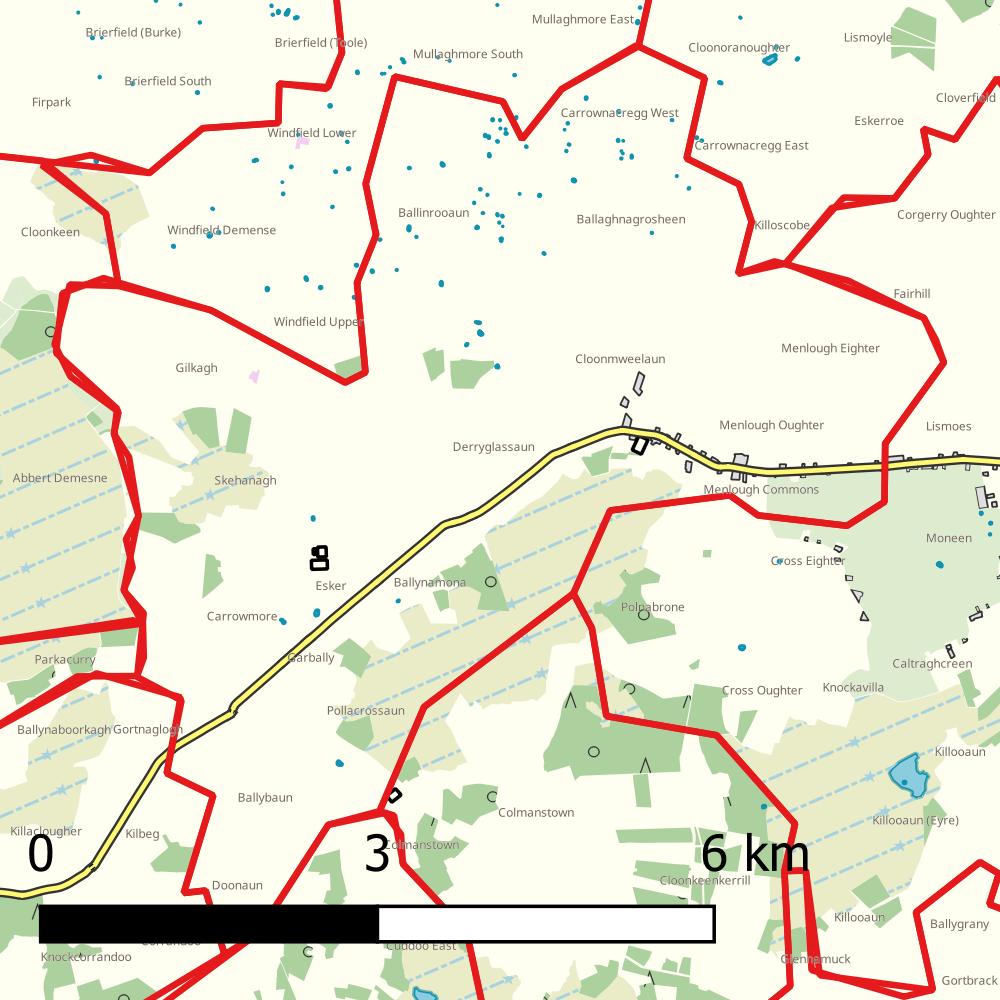 Mullaghmore East
Brierfield (Burke)
Brierfield (Toole)
Lismoyle
Cloonoranoughter
Mullaghmore South
Brierfield South
Cloverfield
Firpark
Carrownacregg West
Eskerroe
Windfield Lower
Carrownacregg East
Ballinrooaun
Ballaghnagrosheen
Corgerry Oughter
Killoscobe
Cloonkeen
Windfield Demense
Fairhill
Windfield Upper
Menlough Eighter
Cloonmweelaun
Gilkagh
Menlough Oughter
Lismoes
Derryglassaun
Abbert Demesne
Skehanagh
Menlough Commons
Moneen
Cross Eighter
Ballynamona
Esker
Polnabrone
Carrowmore
Garbally
Parkacurry
Caltraghcreen
Knockavilla
Cross Oughter
Pollacrossaun
Ballynaboorkagh
Gortnaglogh
Killooaun
Ballybaun
Colmanstown
Killooaun (Eyre)
Killaclougher
Kilbeg
Colmanstown
0 3 6 km
Cloonkeenkerrill
Doonaun
Killooaun
Ballygrany
Cuddoo East
Knockcorrandoo
Glennamuck
Gortbrack